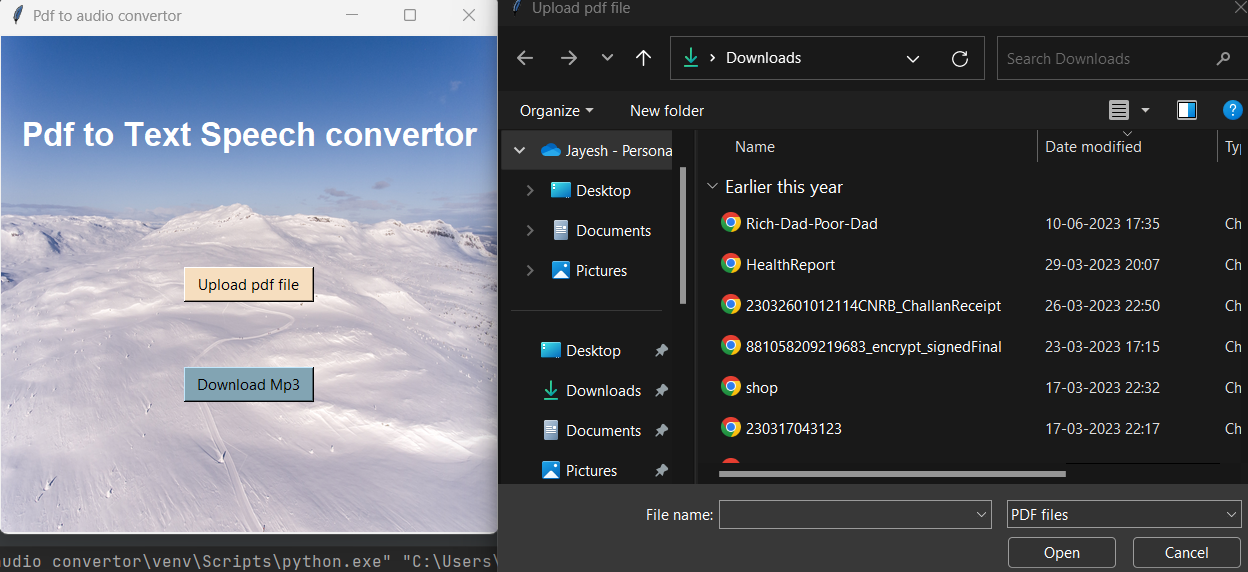 Pdf to audio convertor
Pdf to Text Speech convertor
Upload pdf file
Download Mp3
audio convertor\venv\Scripts\python.exe" "C:\Users\
Upload pdf file
Downloads
Search Downloads
Organize
New folder
?
Jayesh - Persona
Desktop
Documents
Pictures
Desktop
Downloads
Documents
Pictures
Name Date modified Typ
Earlier this year
Rich-Dad-Poor-Dad 10-06-2023 17:35 Ch
HealthReport 29-03-2023 20:07 Ch
23032601012114CNRB_ChallanReceipt 26-03-2023 22:50 Ch
881058209219683_encrypt_signedFinal 23-03-2023 17:15 Ch
shop 17-03-2023 22:32 Ch
230317043123 17-03-2023 22:17 Ch
File name:
PDF files
Open
Cancel